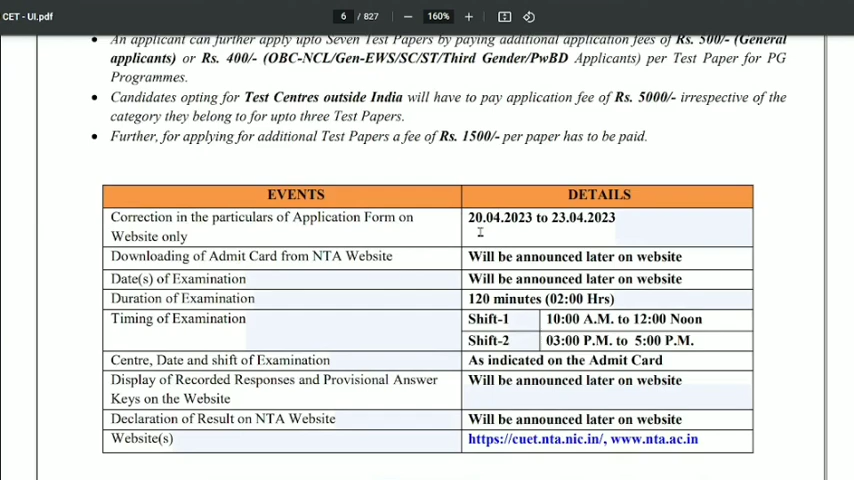 CET - UI.pdf
6 / 827
160%
An applicant can further apply upto Seven Test Papers by paying additional application fees of Rs. 500/- (General
applicants) or Rs. 400/- (OBC-NCL/Gen-EWS/SC/ST/Third Gender/PwBD Applicants) per Test Paper for PG
Programmes.
Candidates opting for Test Centres outside India will have to pay application fee of Rs. 5000/- irrespective of the
category they belong to for upto three Test Papers.
Further, for applying for additional Test Papers a fee of Rs. 1500/- per paper has to be paid.
EVENTS DETAILS
Correction in the particulars of Application Form on
Website only
20.04.2023 to 23.04.2023
Downloading of Admit Card from NTA Website Will be announced later on website
Date(s) of Examination Will be announced later on website
Duration of Examination 120 minutes (02:00 Hrs)
Timing of Examination Shift-1 10:00 A.M. to 12:00 Noon
Shift-2 03:00 P.M. to 5:00 P.M.
Centre, Date and shift of Examination As indicated on the Admit Card
Display of Recorded Responses and Provisional Answer
Keys on the Website
Will be announced later on website
Declaration of Result on NTA Website Will be announced later on website
Website(s) https://cuet.nta.nic.in/, www.nta.ac.in